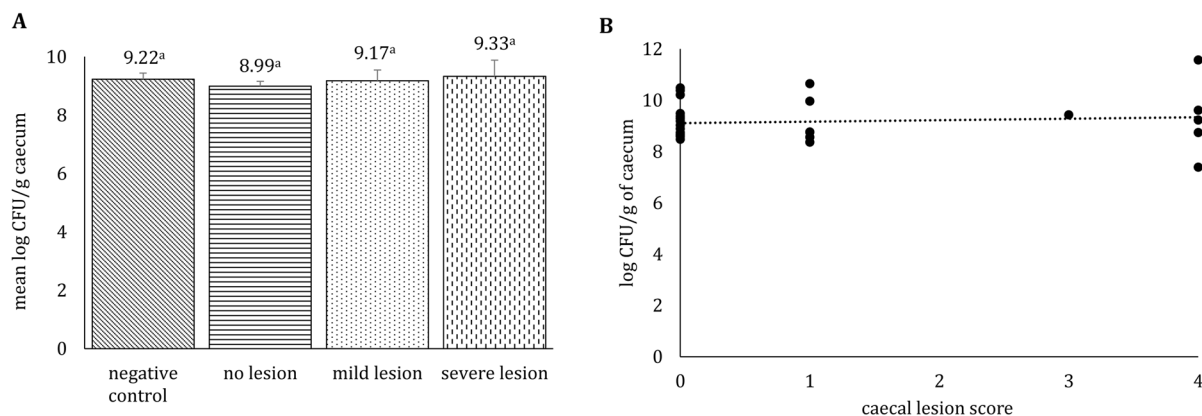 A
9.22ᵃ
8.99ᵃ
9.17ᵃ
9.33ᵃ
10
8
6
4
2
0
mean log CFU/g caecum
negative
control
no lesion
mild lesion
severe lesion
B
12
10
8
6
4
2
0
log CFU/g of caecum
0
1
2
3
4
caecal lesion score